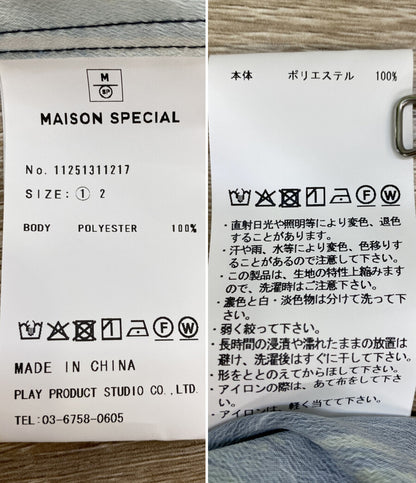 M
SP
MAISON SPECIAL
No. 11251311217
SIZE: ① 2
BODY POLYESTER 100%
F W
MADE IN CHINA
PLAY PRODUCT STUDIO CO.,LTD.
TEL:03-6758-0605
本体 ポリエステル 100%
F W
・直射日光や照明等により変色、退色
することがあります。
・汗や雨、水等により変色、色移りす
ることがあるので注意して下さい。
・この製品は、生地の特性上縮みます
ので、洗濯時はご注意下さい。
・濃色と白・淡色物は分けて洗って下
さい。
・弱く絞って下さい。
・長時間の浸漬や濡れたままの放置は
避け、洗濯後はすぐに干して下さい。
・形をととのえてからほして下さい。
・アイロンの際は、あて布をして下さ
い。
・アイロンは、軽く当てて下さい。